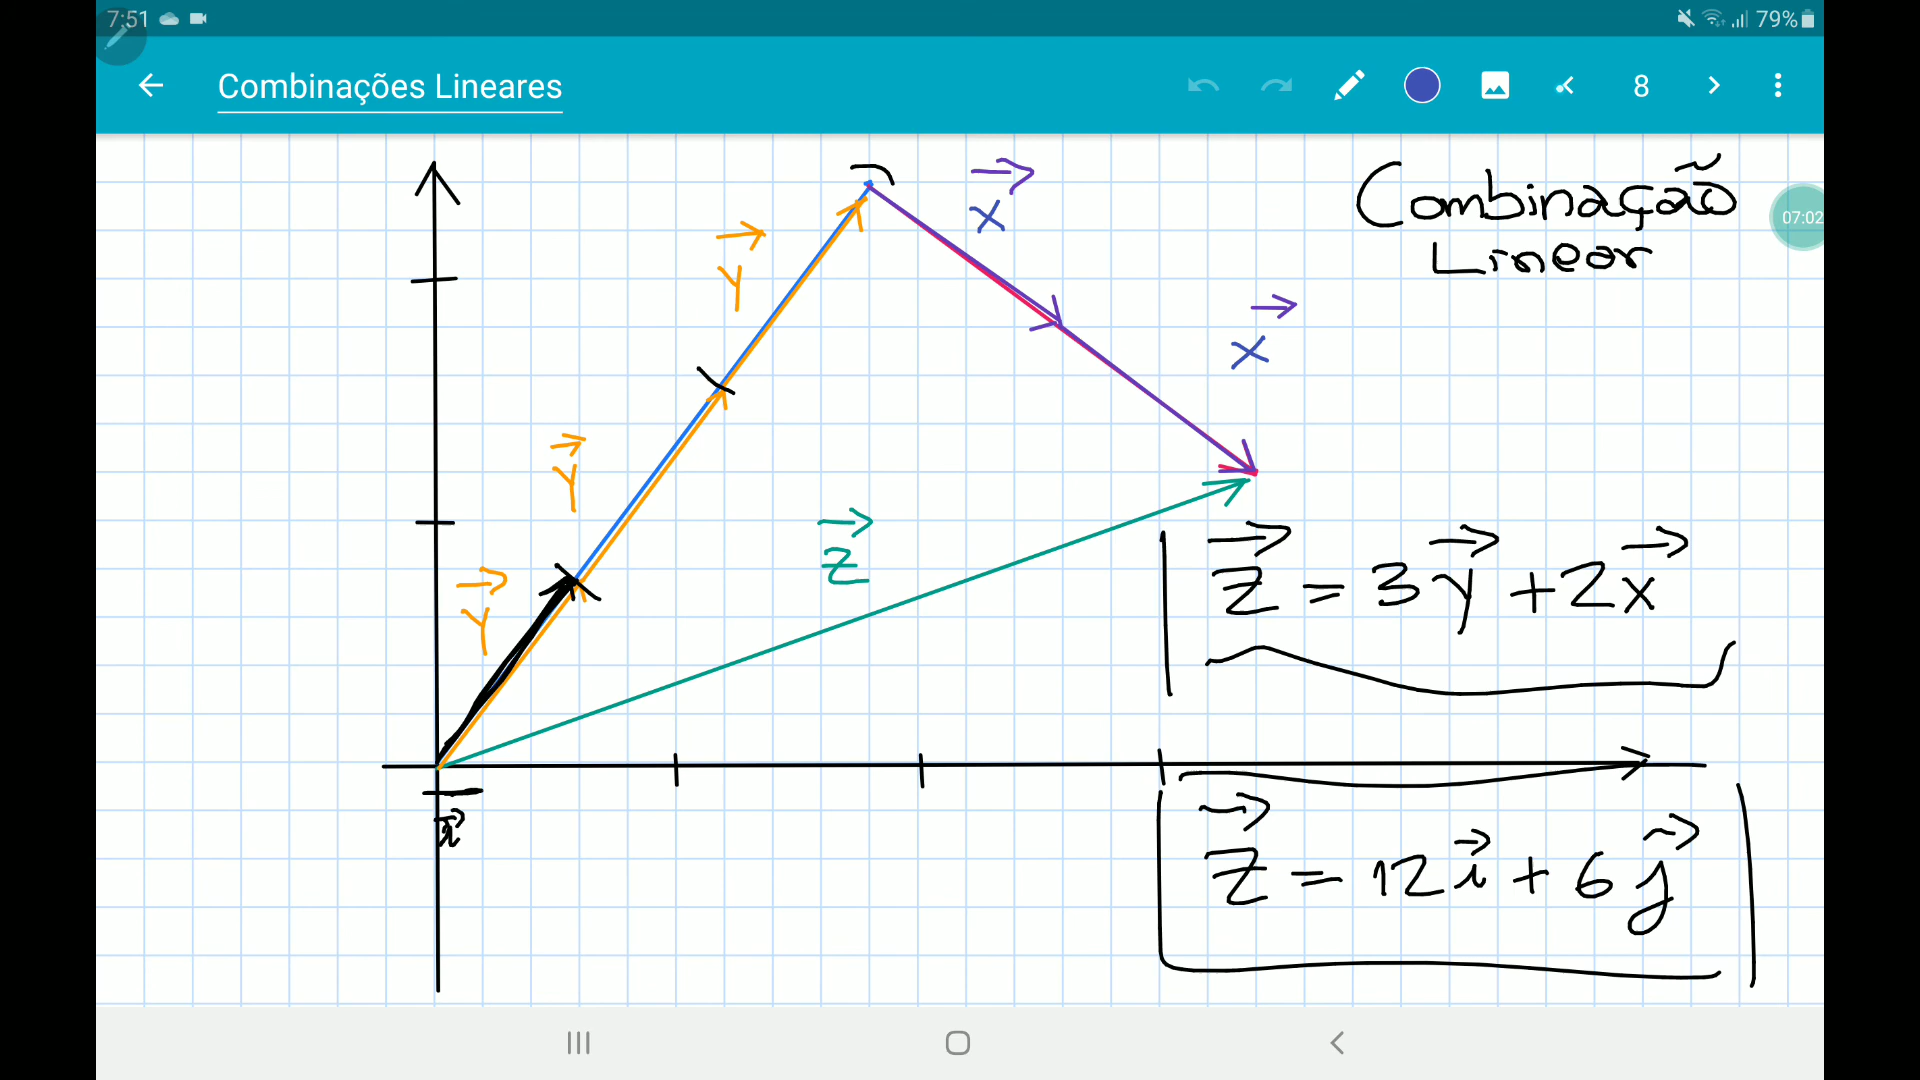 7:51
79%
Combinações Lineares
8
x
Combinação
Linear
07:02
y
x
y
z
y
z = 3y + 2x
i
z = 12i + 6j